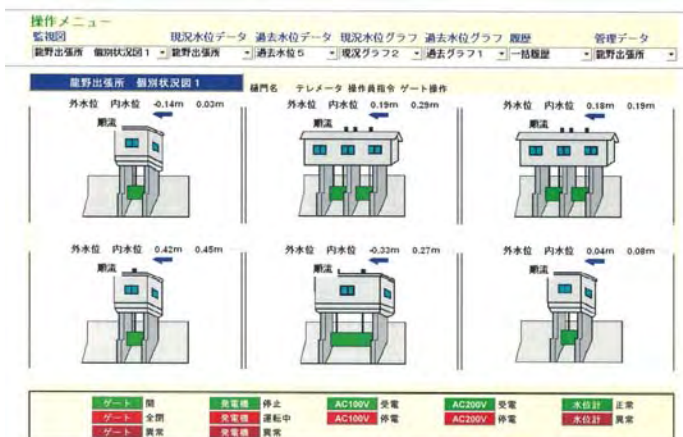 操作メニュー
監視図 現況水位データ 過去水位データ 現況水位グラフ 過去水位グラフ 履歴 管理データ
龍野出張所 個別状況図1 龍野出張所 過去水位5 現況グラフ2 過去グラフ1 一括履歴 龍野出張所
龍野出張所 個別状況図1 樋門名 テレメータ 操作員指令 ゲート操作
外水位 内水位 -0.14m 0.03m 外水位 内水位 0.19m 0.29m 外水位 内水位 0.18m 0.19m
順流 順流 順流
外水位 内水位 0.42m 0.45m 外水位 内水位 -0.33m 0.27m 外水位 内水位 0.04m 0.08m
順流 順流 順流
ゲート 開 発電機 停止 AC100V 受電 AC200V 受電 水位計 正常
ゲート 全閉 発電機 運転中 AC100V 停電 AC200V 停電 水位計 異常
ゲート 異常 発電機 異常